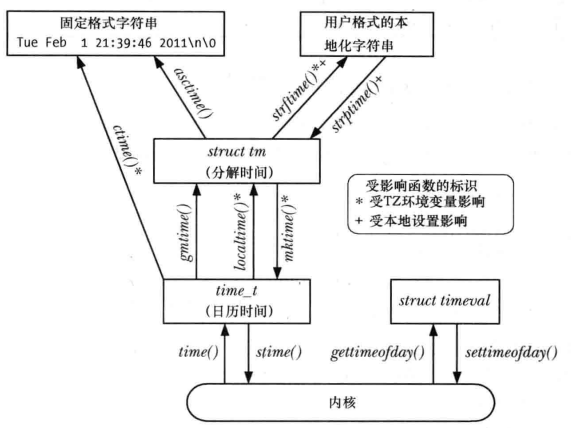 固定格式字符串
Tue Feb  1 21:39:46 2011\n\0
用户格式的本
地化字符串
asctime()
strftime()*+
strptime()+
ctime()*
struct tm
(分解时间)
受影响函数的标识
* 受TZ环境变量影响
+ 受本地设置影响
gmtime()
localtime()*
mktime()*
time_t
(日历时间)
struct timeval
time()
stime()
gettimeofday()
settimeofday()
内核